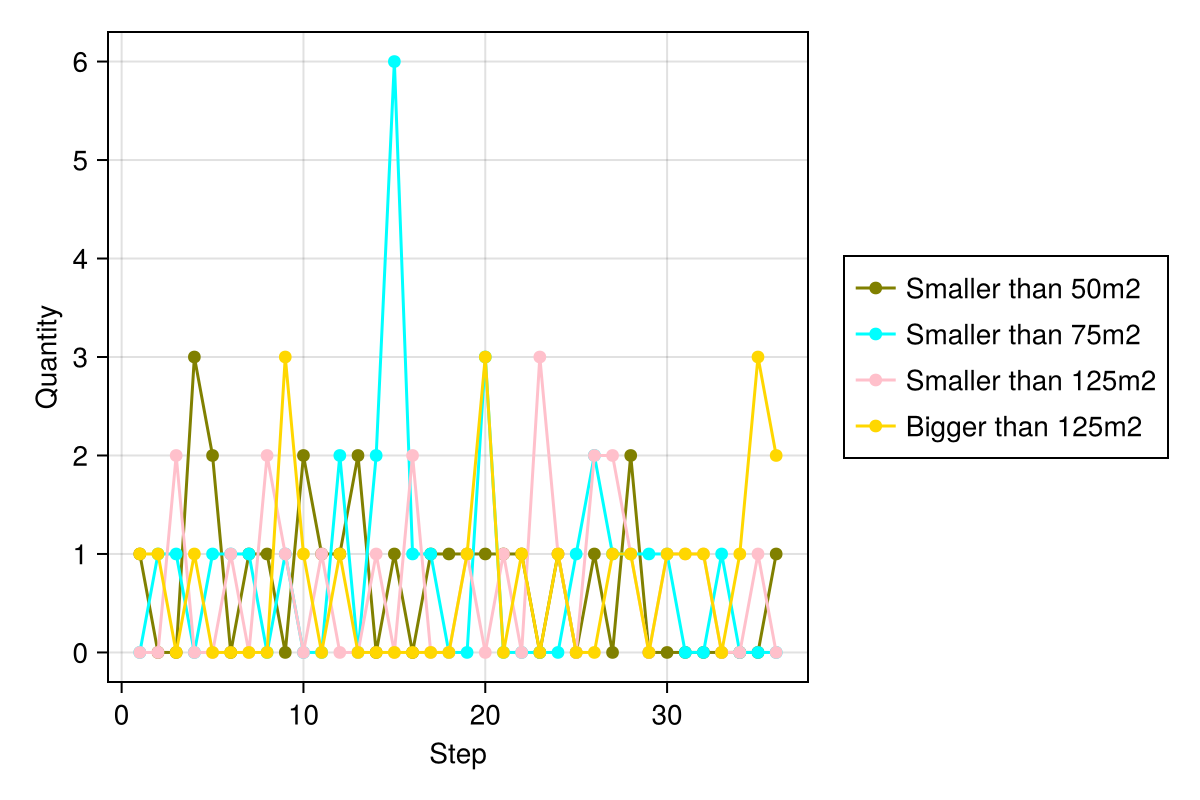 6
5
4
3
2
1
0
Quantity
0 10 20 30
Step
Smaller than 50m2
Smaller than 75m2
Smaller than 125m2
Bigger than 125m2